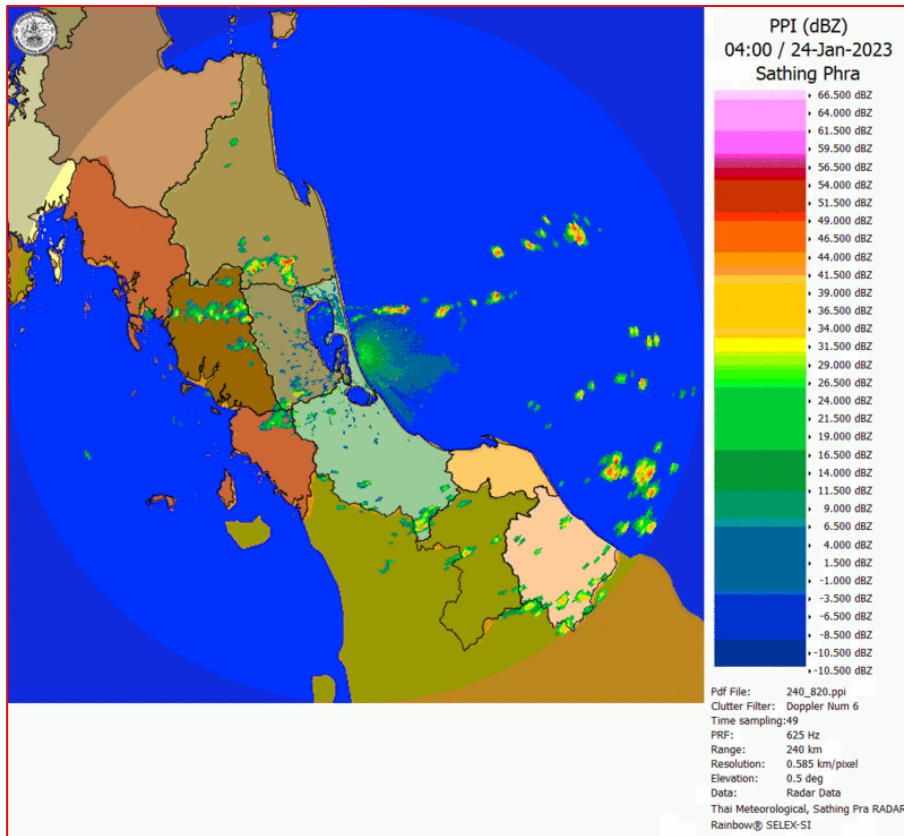 PPI (dBZ)
04:00 / 24-Jan-2023
Sathing Phra
66.500 dBZ
64.000 dBZ
61.500 dBZ
59.500 dBZ
56.500 dBZ
54.000 dBZ
51.500 dBZ
49.000 dBZ
46.500 dBZ
44.000 dBZ
41.500 dBZ
39.000 dBZ
36.500 dBZ
34.000 dBZ
31.500 dBZ
29.000 dBZ
26.500 dBZ
24.000 dBZ
21.500 dBZ
19.000 dBZ
16.500 dBZ
14.000 dBZ
11.500 dBZ
9.000 dBZ
6.500 dBZ
4.000 dBZ
1.500 dBZ
-1.000 dBZ
-3.500 dBZ
-6.500 dBZ
-8.500 dBZ
-10.500 dBZ
-10.500 dBZ
Pdf File: 240_820.ppi
Clutter Filter: Doppler Num 6
Time sampling:49
PRF: 625 Hz
Range: 240 km
Resolution: 0.585 km/pixel
Elevation: 0.5 deg
Data: Radar Data
Thai Meteorological, Sathing Pra RADAR
Rainbow® SELEX-SI